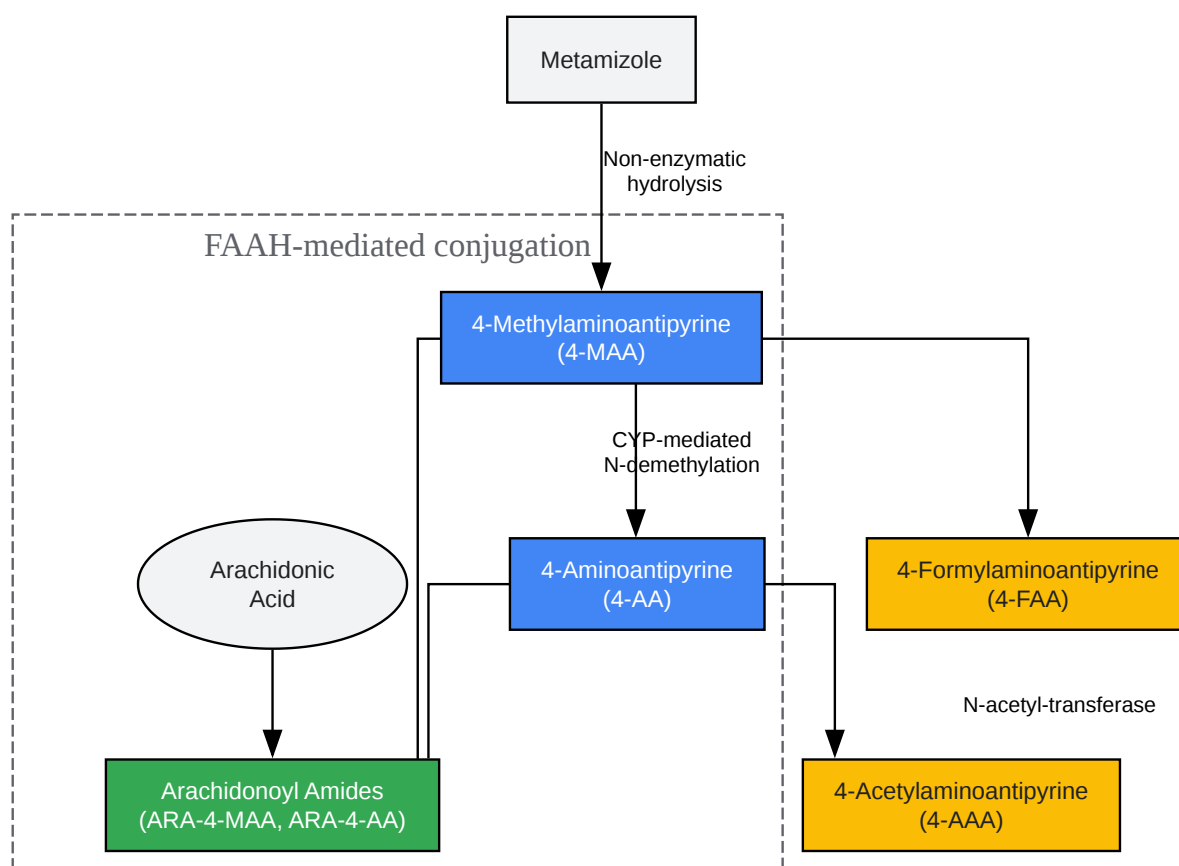 Metamizole
Non-enzymatic
hydrolysis
FAAH-mediated conjugation
4-Methylaminoantipyrine
(4-MAA)
CYP-mediated
N-demethylation
Arachidonic
Acid
4-Aminoantipyrine
(4-AA)
4-Formylaminoantipyrine
(4-FAA)
N-acetyl-transferase
Arachidonoyl Amides
(ARA-4-MAA, ARA-4-AA)
4-Acetylaminoantipyrine
(4-AAA)